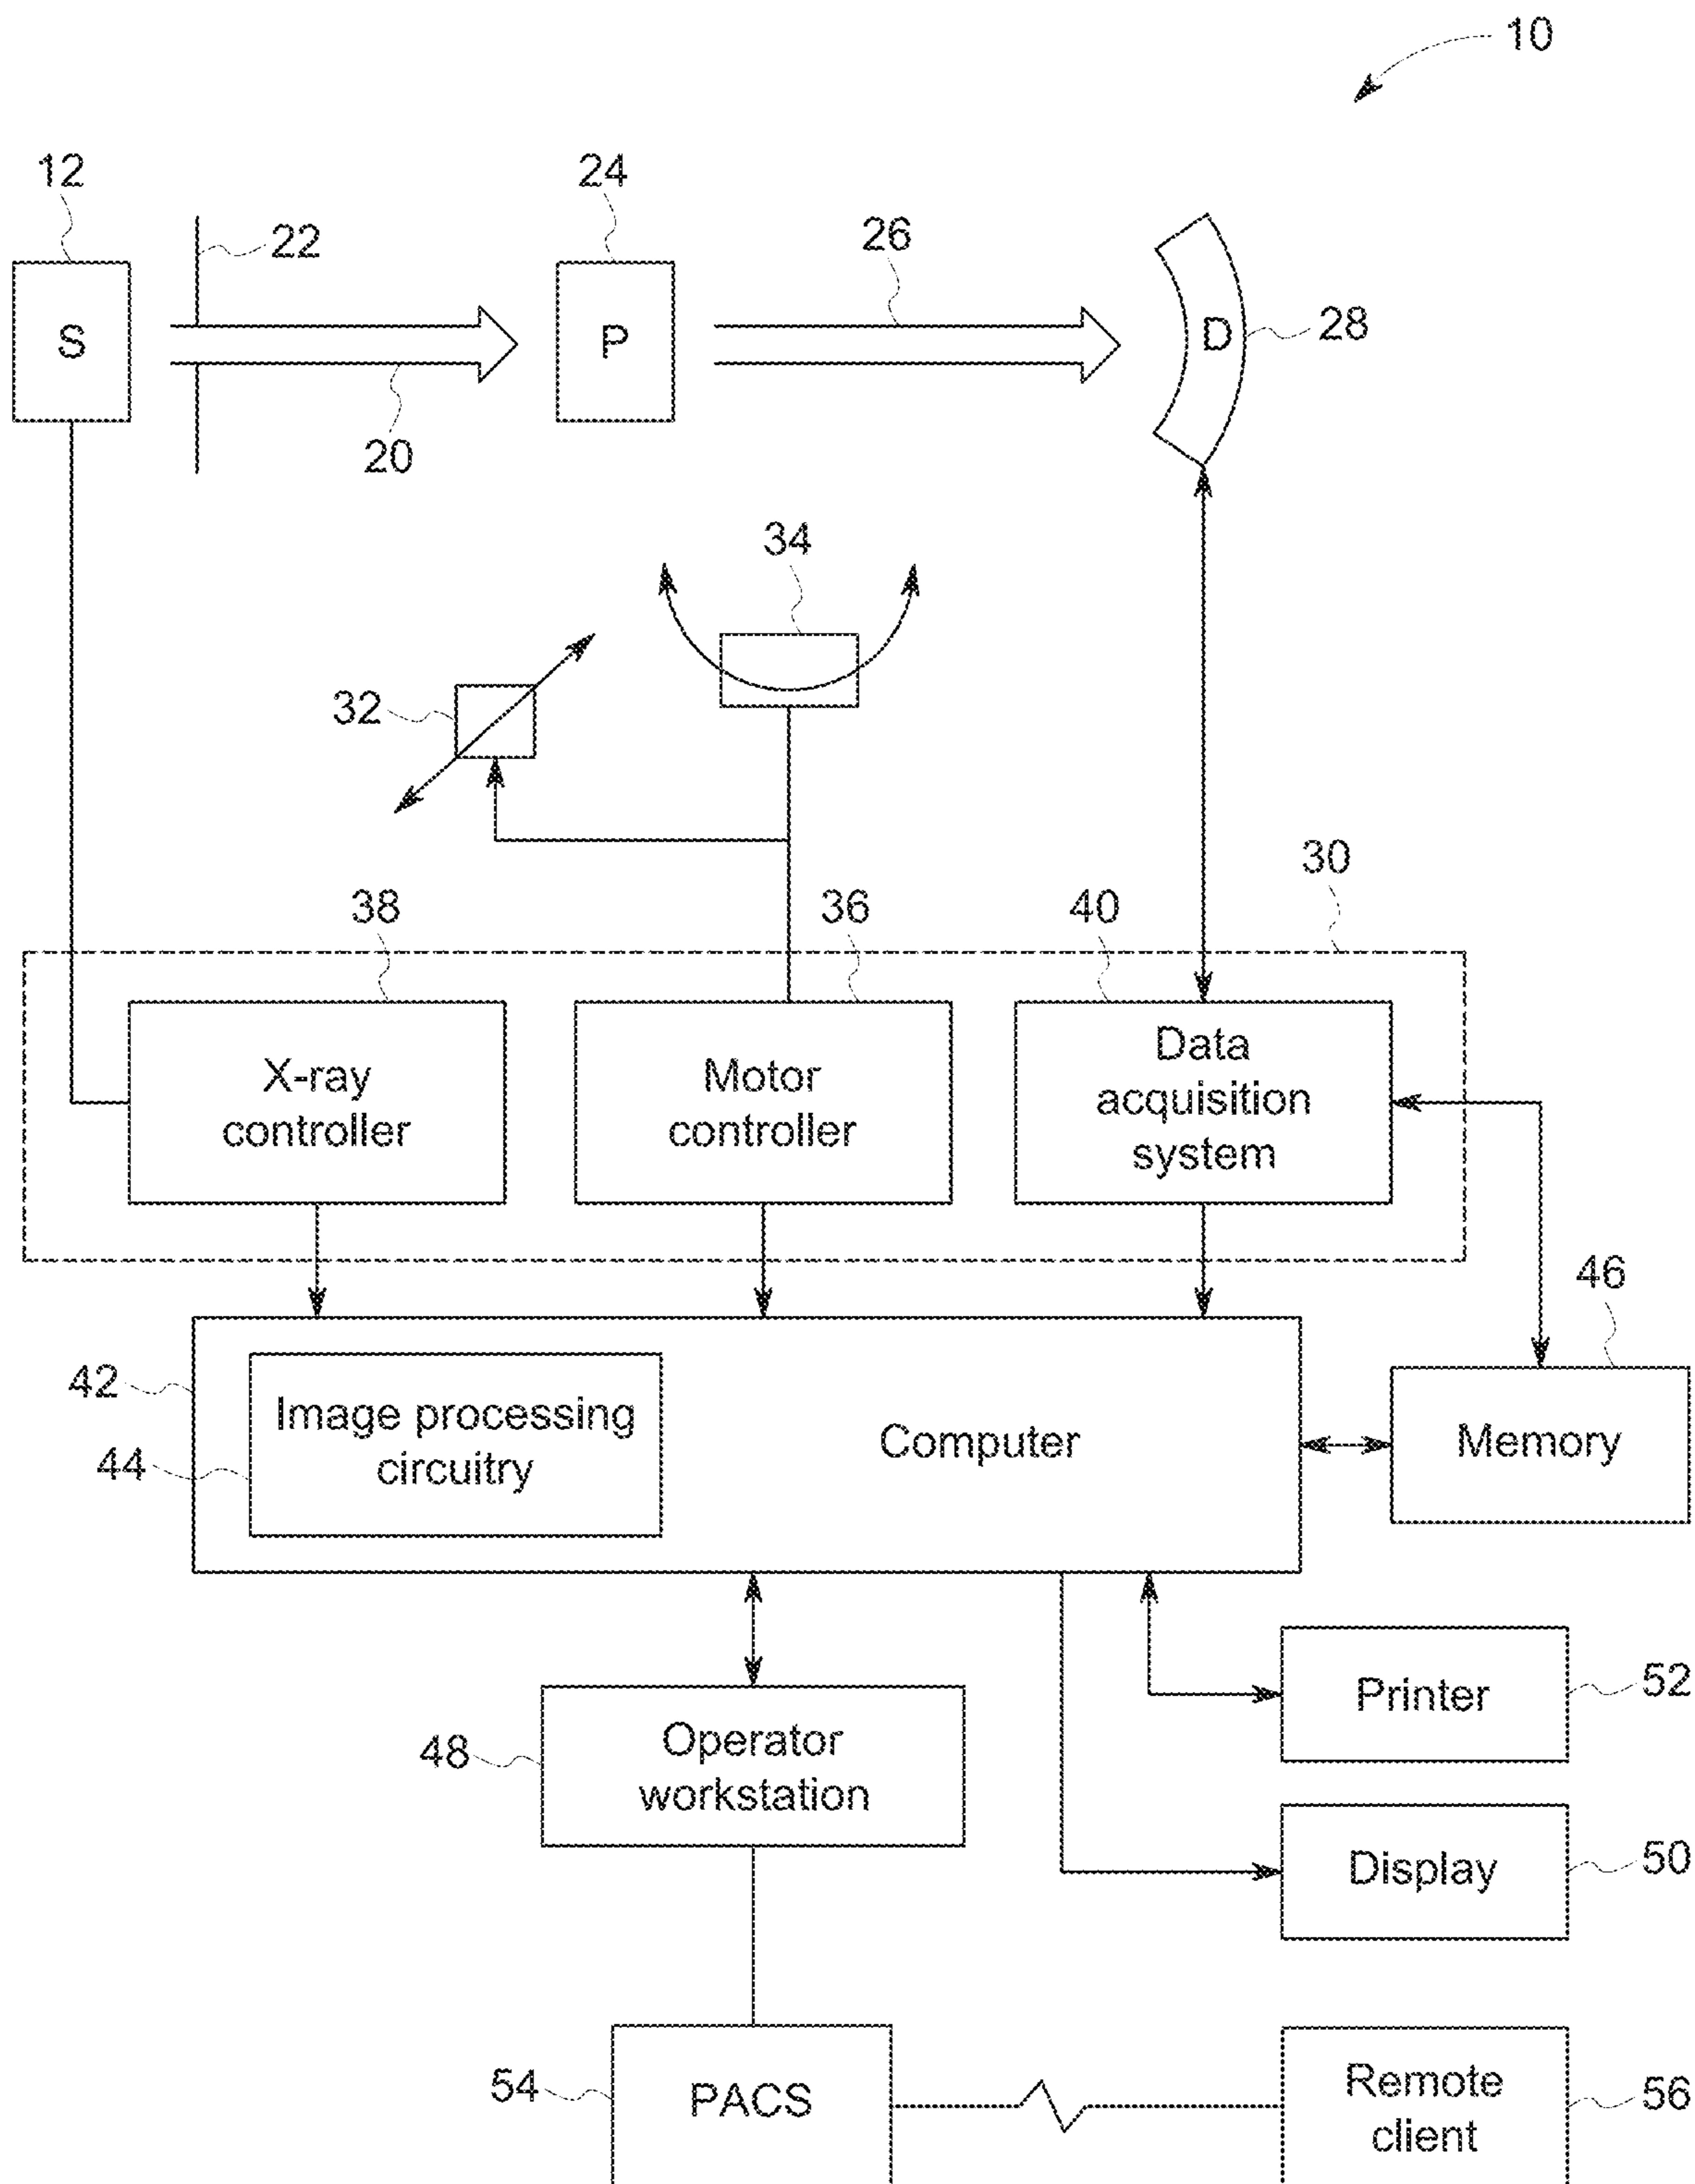 10
12
24
22
26
S
P
D
28
20
34
32
30
38
36
40
X-ray
controller
Motor
controller
Data
acquisition
system
46
42
Image processing
circuitry
44
Computer
Memory
Printer
52
Operator
workstation
48
Display
50
54
PACS
Remote
client
56